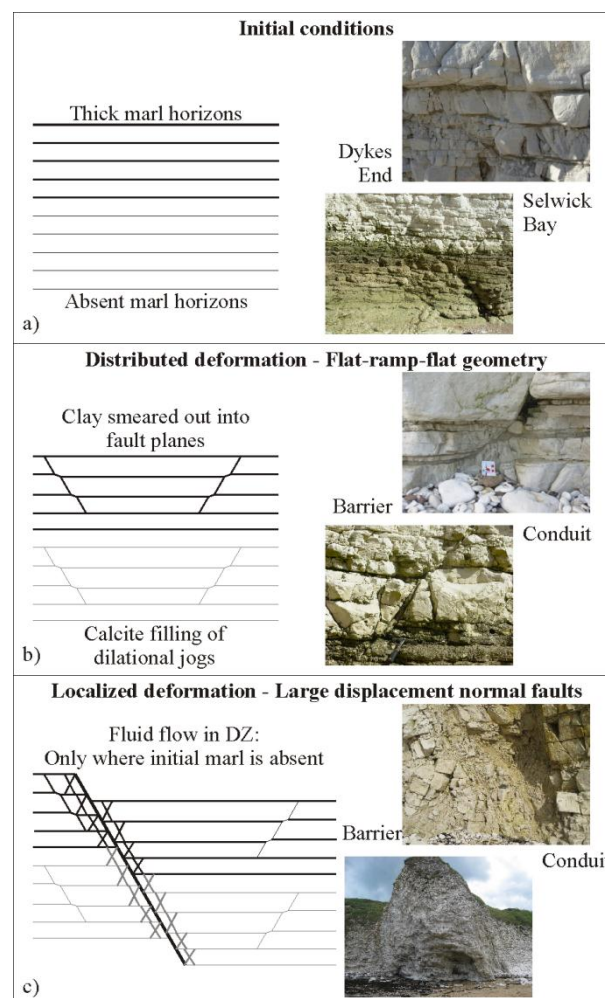 Initial conditions
Thick marl horizons
Dykes
End
Selwick
Bay
Absent marl horizons
a)
Distributed deformation - Flat-ramp-flat geometry
Clay smeared out into
fault planes
Barrier
Conduit
Calcite filling of
dilational jogs
b)
Localized deformation - Large displacement normal faults
Fluid flow in DZ:
Only where initial marl is absent
Barrier
Conduit
c)